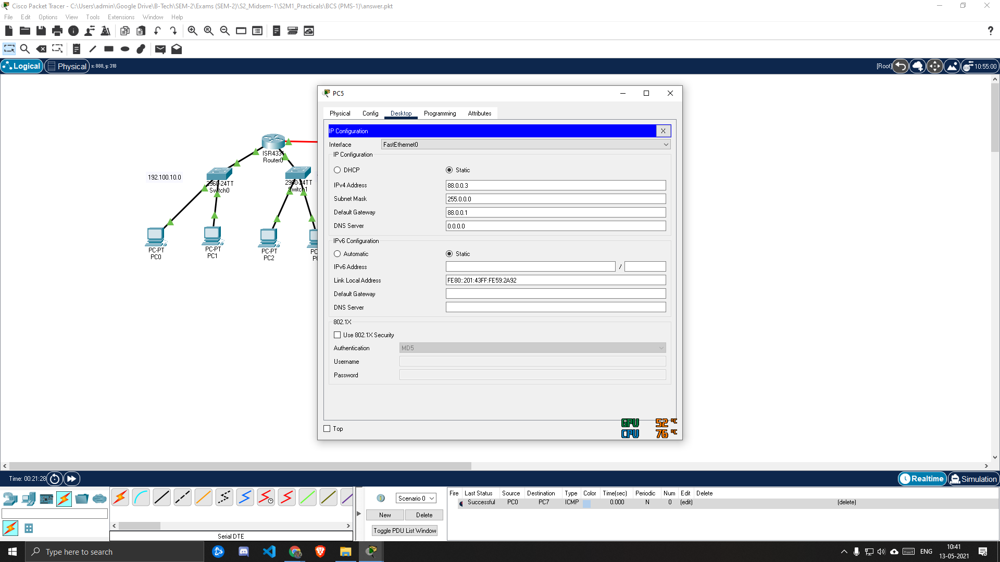 Cisco Packet Tracer - C:\Users\admin\Google Drive\B-Tech\SEM-2\Exams (SEM-2)\S2_Midsem-1\S2M1_Practicals\BCS (PMS-1)\answer.pkt
File Edit Options View Tools Extensions Window Help
?
Logical Physical x: 888, y: 318 [Root] 10:55:00
PC5
Physical Config Desktop Programming Attributes
IP Configuration X
Interface FastEthernet0
IP Configuration
DHCP Static
IPv4 Address 88.0.0.3
Subnet Mask 255.0.0.0
Default Gateway 88.0.0.1
DNS Server 0.0.0.0
IPv6 Configuration
Automatic Static
IPv6 Address /
Link Local Address FE80::201:43FF:FE59:2A92
Default Gateway
DNS Server
802.1X
Use 802.1X Security
Authentication MD5
Username
Password
Top
GPU 52 °C
CPU 76 °C
ISR4331
Router0
192.100.10.0
2960-24TT
Switch0
2960-24TT
Switch1
PC-PT
PC0
PC-PT
PC1
PC-PT
PC2
Time: 00:21:28 Realtime Simulation
Serial DTE
Scenario 0
New Delete
Toggle PDU List Window
Fire Last Status Source Destination Type Color Time(sec) Periodic Num Edit Delete
Successful PC0 PC7 ICMP 0.000 N 0 (edit) (delete)
Type here to search
ENG
10:41
13-05-2021